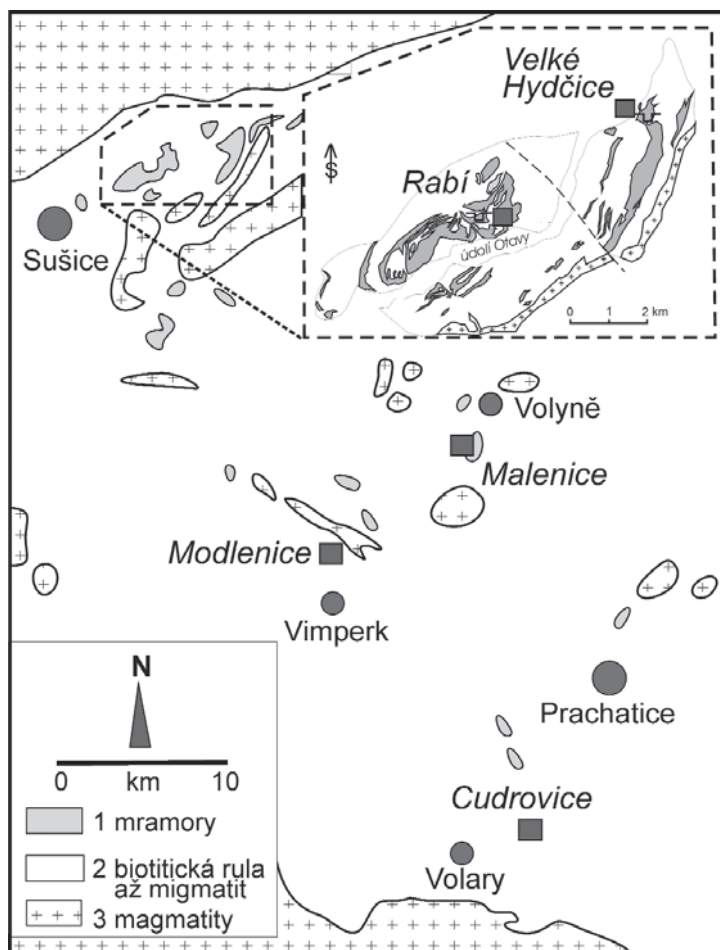 Velké
Hydčice
S
Rabí
údolí Otavy
0 1 2 km
Sušice
Volyně
Malenice
Modlenice
Vimperk
Prachatice
Cudrovice
Volary
N
0 km 10
1 mramory
2 biotitická rula
až migmatit
3 magmatity